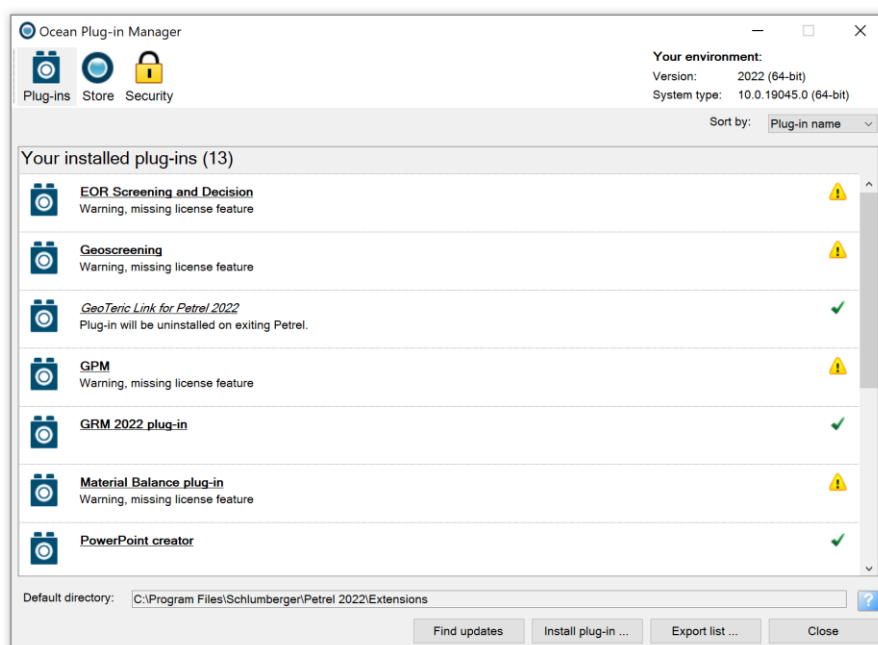 Ocean Plug-in Manager
Plug-ins Store Security
Your environment:
Version: 2022 (64-bit)
System type: 10.0.19045.0 (64-bit)
Sort by: Plug-in name
Your installed plug-ins (13)
EOR Screening and Decision
Warning, missing license feature
Geoscreening
Warning, missing license feature
GeoTeric Link for Petrel 2022
Plug-in will be uninstalled on exiting Petrel.
GPM
Warning, missing license feature
GRM 2022 plug-in
Material Balance plug-in
Warning, missing license feature
PowerPoint creator
Default directory: C:\Program Files\Schlumberger\Petrel 2022\Extensions
?
Find updates Install plug-in ... Export list ... Close